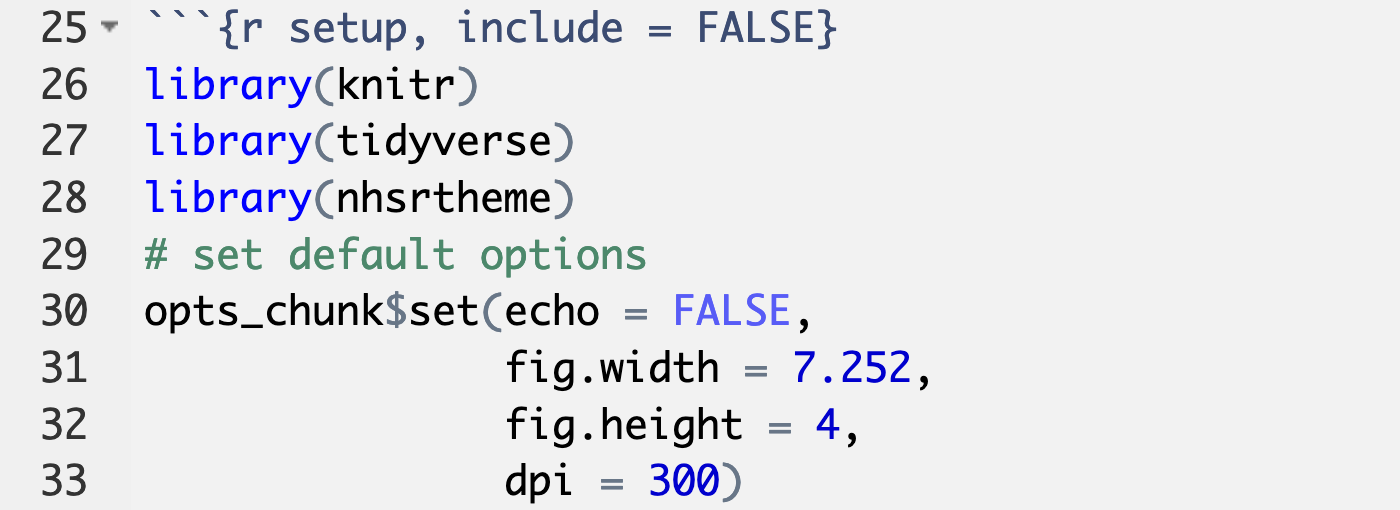 25 ```{r setup, include = FALSE}
26 library(knitr)
27 library(tidyverse)
28 library(nhsrtheme)
29 # set default options
30 opts_chunk$set(echo = FALSE,
31                fig.width = 7.252,
32                fig.height = 4,
33                dpi = 300)